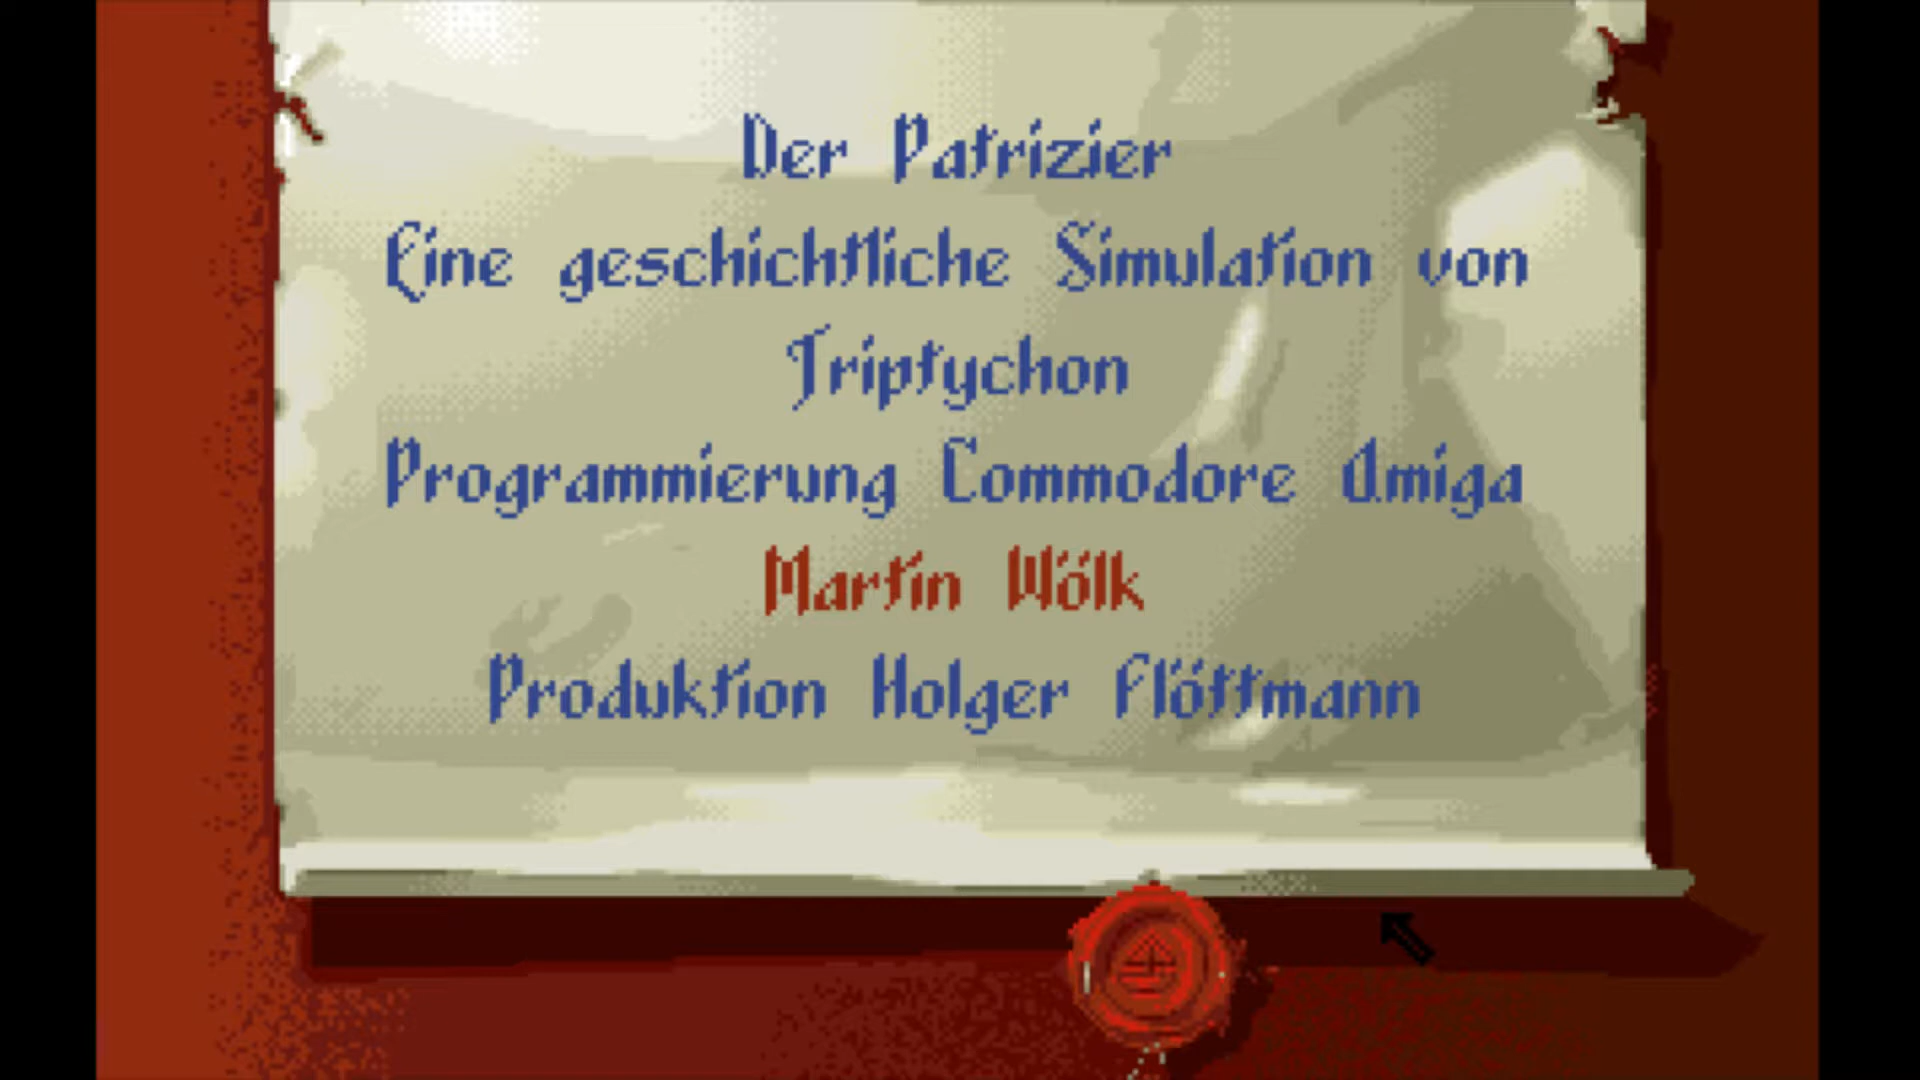 Der Patrizier
Eine geschichtliche Simulation von
Triptychon
Programmierung Commodore Amiga
Martin Wölk
Produktion Holger Flöttmann